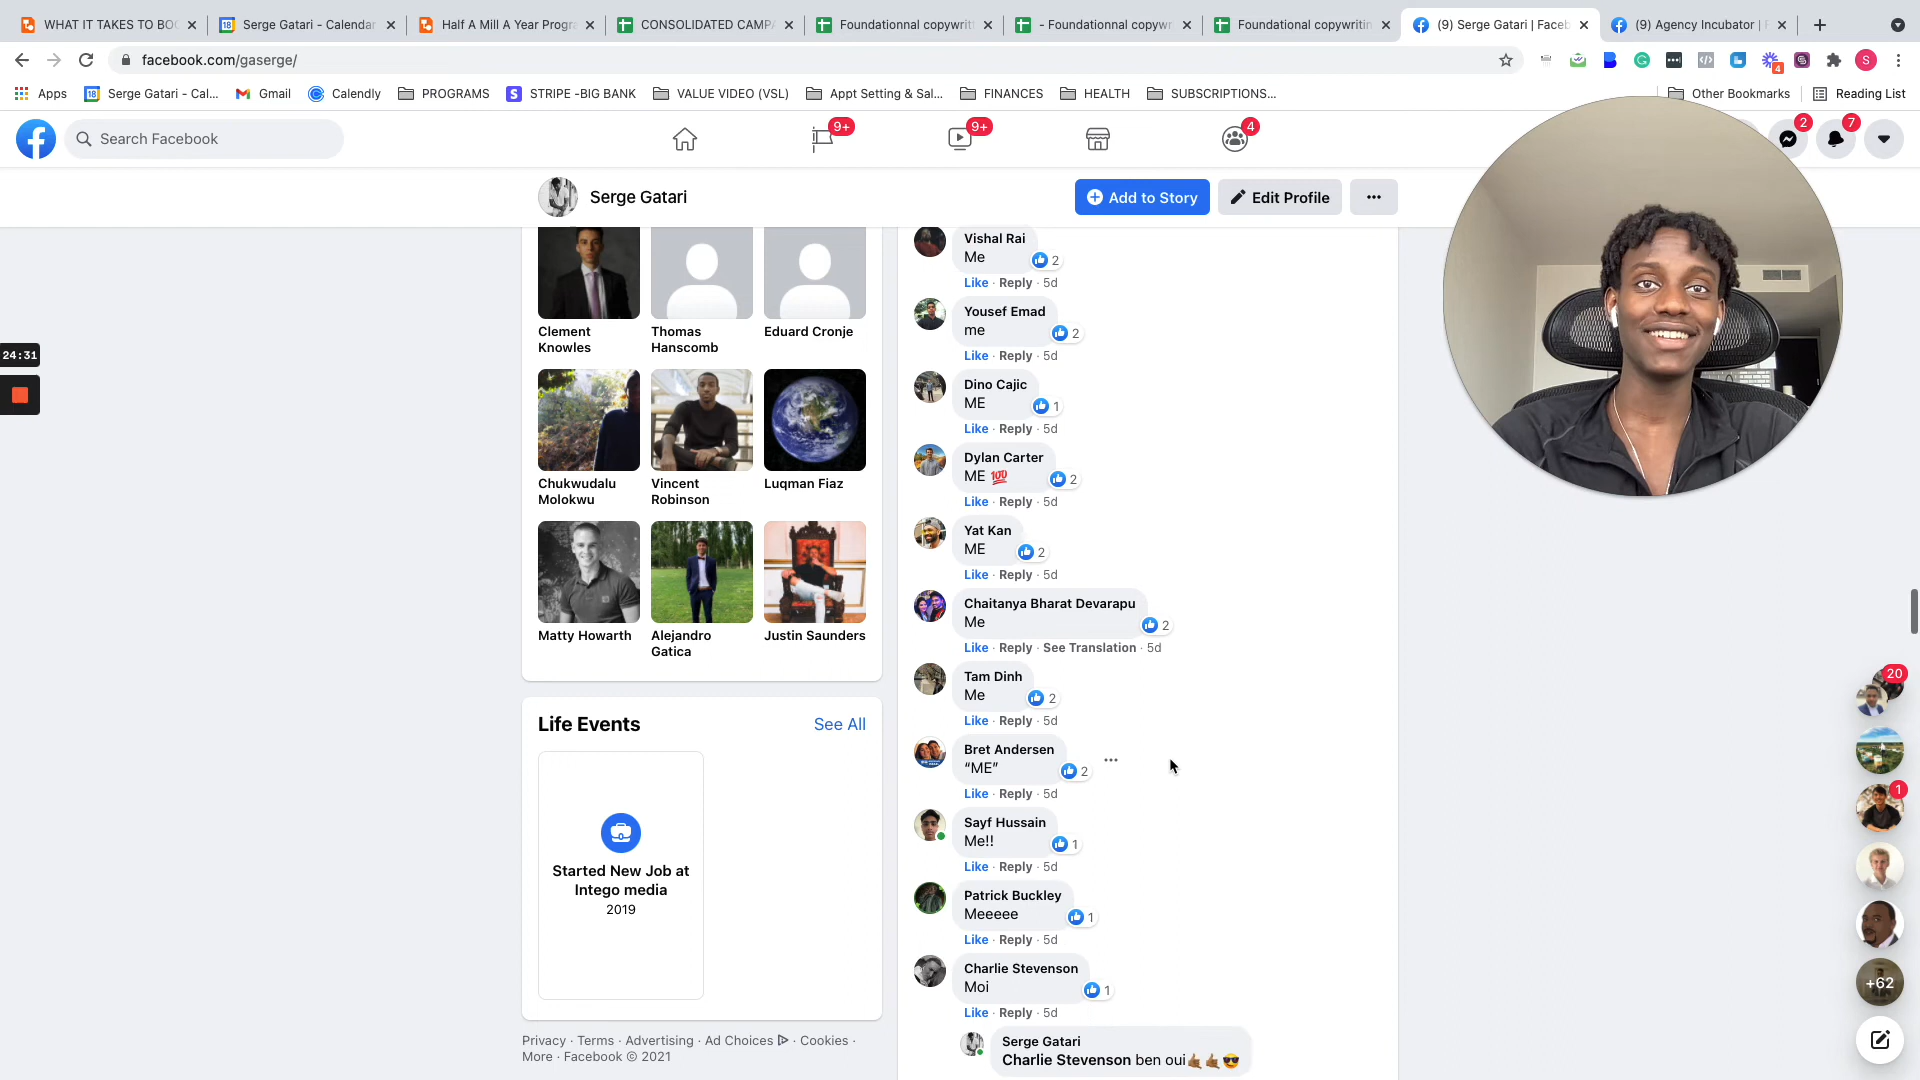 WHAT IT TAKES TO BOO
Serge Gatari - Calendar
Half A Mill A Year Progra
CONSOLIDATED CAMPA
Foundationnal copywriti
- Foundationnal copywr
Foundational copywriting
(9) Serge Gatari | Faceb
(9) Agency Incubator | F
facebook.com/gaserge/
4
S
Apps
18
Serge Gatari - Cal...
Gmail
Calendly
PROGRAMS
STRIPE -BIG BANK
VALUE VIDEO (VSL)
Appt Setting & Sal...
FINANCES
HEALTH
SUBSCRIPTIONS...
Other Bookmarks
Reading List
Search Facebook
9+
9+
4
2
7
Serge Gatari
Add to Story
Edit Profile
24:31
Clement
Knowles
Thomas
Hanscomb
Eduard Cronje
Chukwudalu
Molokwu
Vincent
Robinson
Luqman Fiaz
Matty Howarth
Alejandro
Gatica
Justin Saunders
Life Events
See All
Started New Job at
Intego media
2019
Privacy · Terms · Advertising · Ad Choices · Cookies ·
More · Facebook © 2021
Vishal Rai
Me
2
Like · Reply · 5d
Yousef Emad
me
2
Like · Reply · 5d
Dino Cajic
ME
1
Like · Reply · 5d
Dylan Carter
ME 💯
2
Like · Reply · 5d
Yat Kan
ME
2
Like · Reply · 5d
Chaitanya Bharat Devarapu
Me
2
Like · Reply · See Translation · 5d
Tam Dinh
Me
2
Like · Reply · 5d
Bret Andersen
“ME”
2
Like · Reply · 5d
Sayf Hussain
Me!!
1
Like · Reply · 5d
Patrick Buckley
Meeeee
1
Like · Reply · 5d
Charlie Stevenson
Moi
1
Like · Reply · 5d
Serge Gatari
Charlie Stevenson ben oui🤙🏾🤙🏾😎
20
1
+62